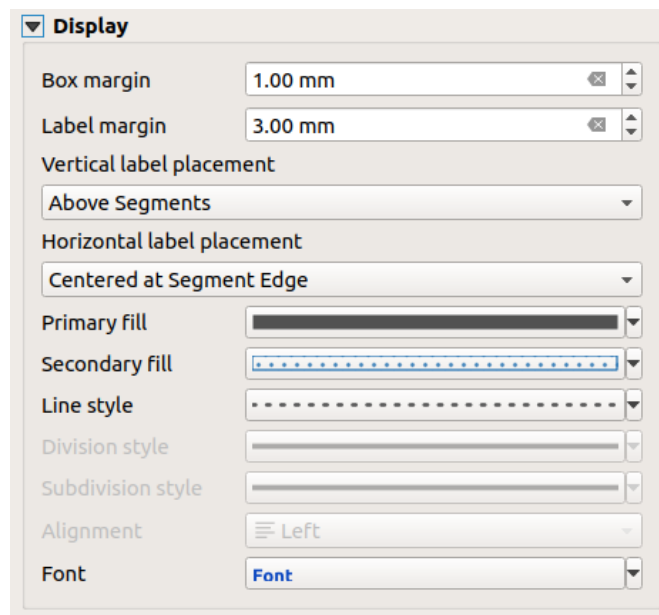 Display
Box margin 1.00 mm
Label margin 3.00 mm
Vertical label placement
Above Segments
Horizontal label placement
Centered at Segment Edge
Primary fill
Secondary fill
Line style
Division style
Subdivision style
Alignment Left
Font Font